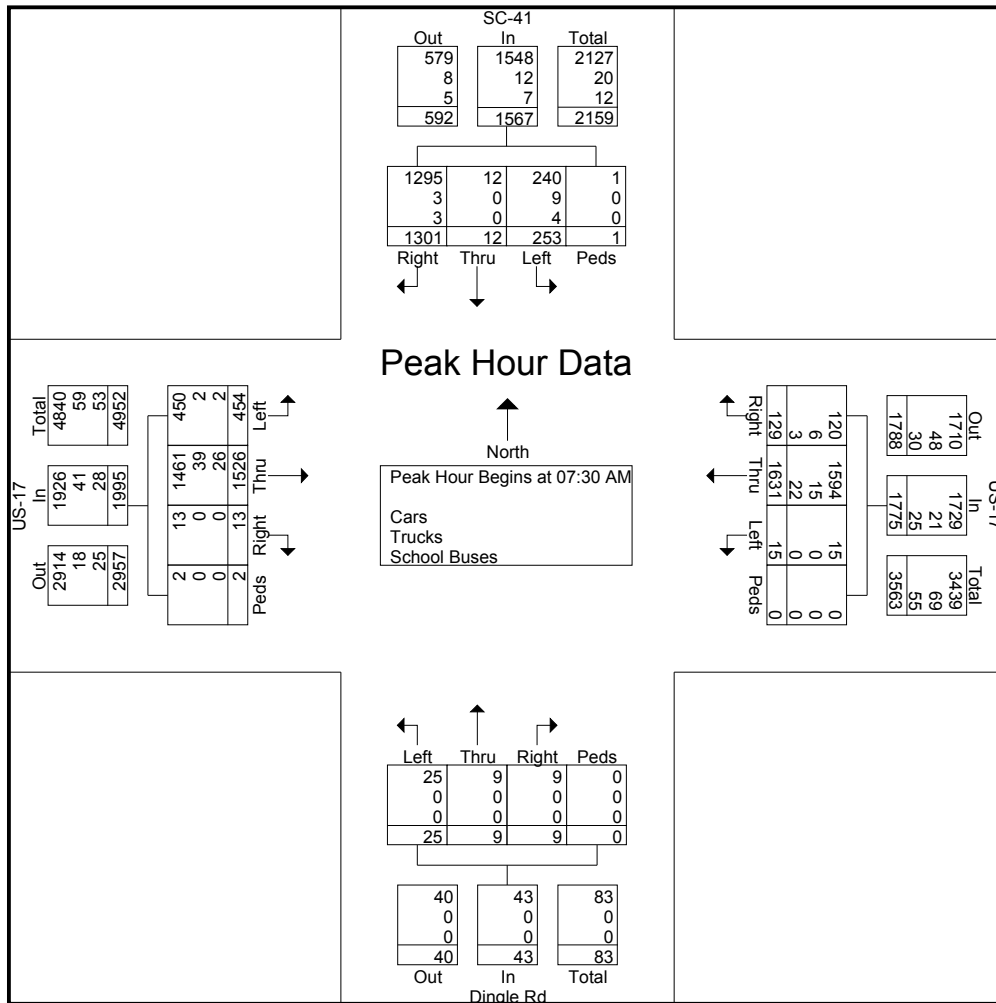 SC-41
Out In Total
579 1548 2127
8 12 20
5 7 12
592 1567 2159
1295 12 240 1
3 0 9 0
3 0 4 0
1301 12 253 1
Right Thru Left Peds
Peak Hour Data
North
Peak Hour Begins at 07:30 AM
Cars
Trucks
School Buses
US-17
Total In Out
4840 1926 2914
59 41 18
53 28 25
4952 1995 2957
450 1461 13 2
2 39 0 0
2 26 0 0
454 1526 13 2
Left Thru Right Peds
US-17
Out In Total
1710 1729 3439
48 21 69
30 25 55
1788 1775 3563
120 1594 15 0
6 15 0 0
3 22 0 0
129 1631 15 0
Right Thru Left Peds
Left Thru Right Peds
25 9 9 0
0 0 0 0
0 0 0 0
25 9 9 0
40 43 83
0 0 0
0 0 0
40 43 83
Out In Total
Dingle Rd